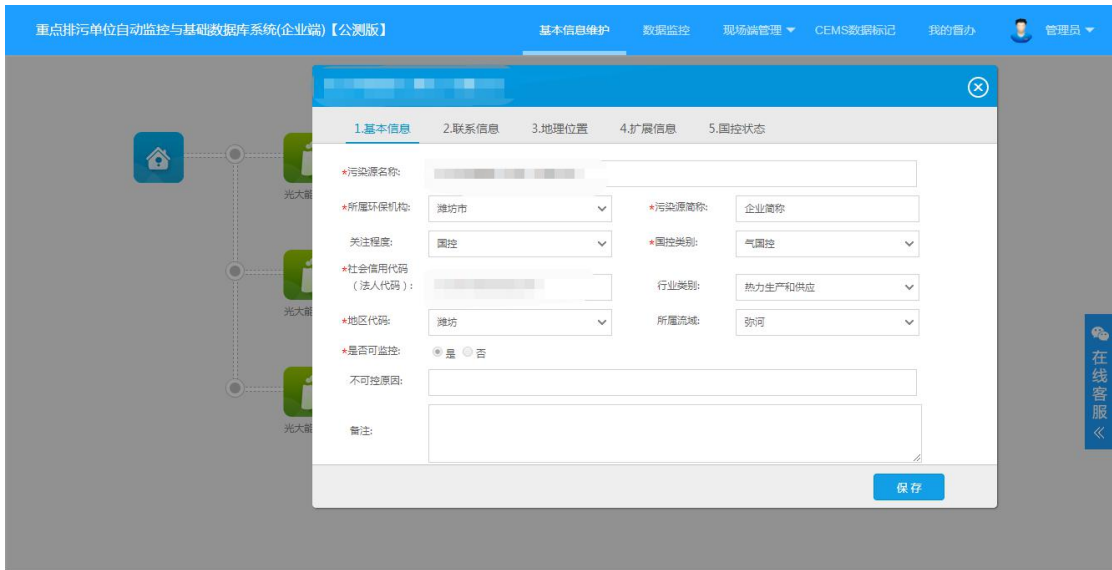 重点排污单位自动监控与基础数据库系统(企业端)【公测版】 基本信息维护 数据监控 现场端管理 CEMS数据标记 我的督办 管理员
1.基本信息 2.联系信息 3.地理位置 4.扩展信息 5.国控状态
*污染源名称:
*所属环保机构: 潍坊市 *污染源简称: 企业简称
关注程度: 国控 *国控类别: 气国控
*社会信用代码
(法人代码): 行业类别: 热力生产和供应
*地区代码: 潍坊 所属流域: 弥河
*是否可监控: 是 否
不可控原因:
备注:
保存
光大能
光大能
光大能
在线客服